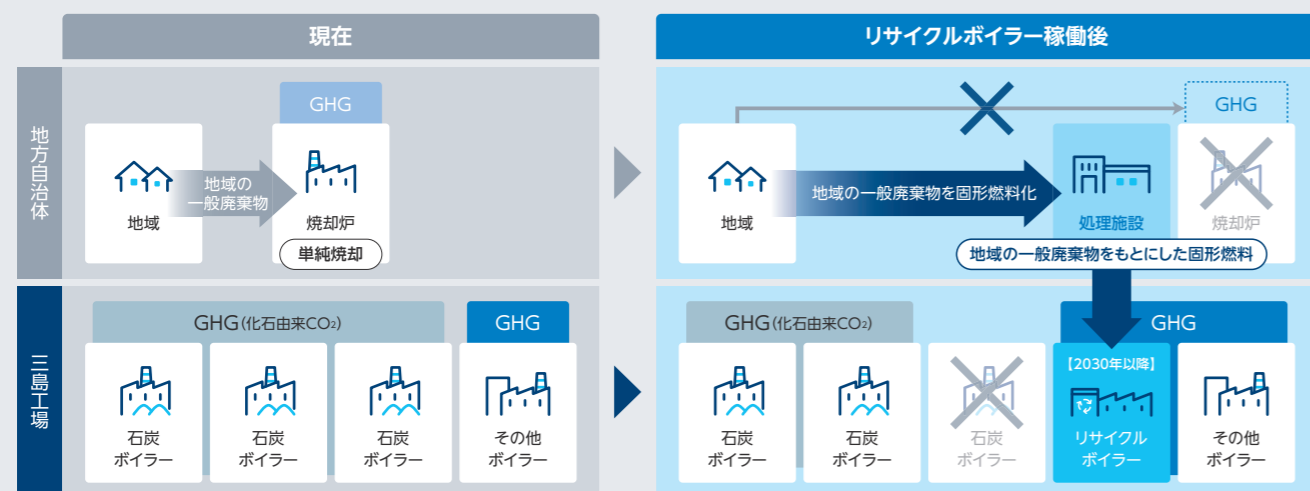 現在
リサイクルボイラー稼働後
地方自治体
GHG
地域
地域の
一般廃棄物
焼却炉
単純焼却
GHG
地域
地域の一般廃棄物を固形燃料化
処理施設
焼却炉
地域の一般廃棄物をもとにした固形燃料
三島工場
GHG(化石由来CO₂)
GHG
石炭
ボイラー
石炭
ボイラー
石炭
ボイラー
その他
ボイラー
GHG(化石由来CO₂)
GHG
石炭
ボイラー
石炭
ボイラー
石炭
ボイラー
【2030年以降】
リサイクル
ボイラー
その他
ボイラー